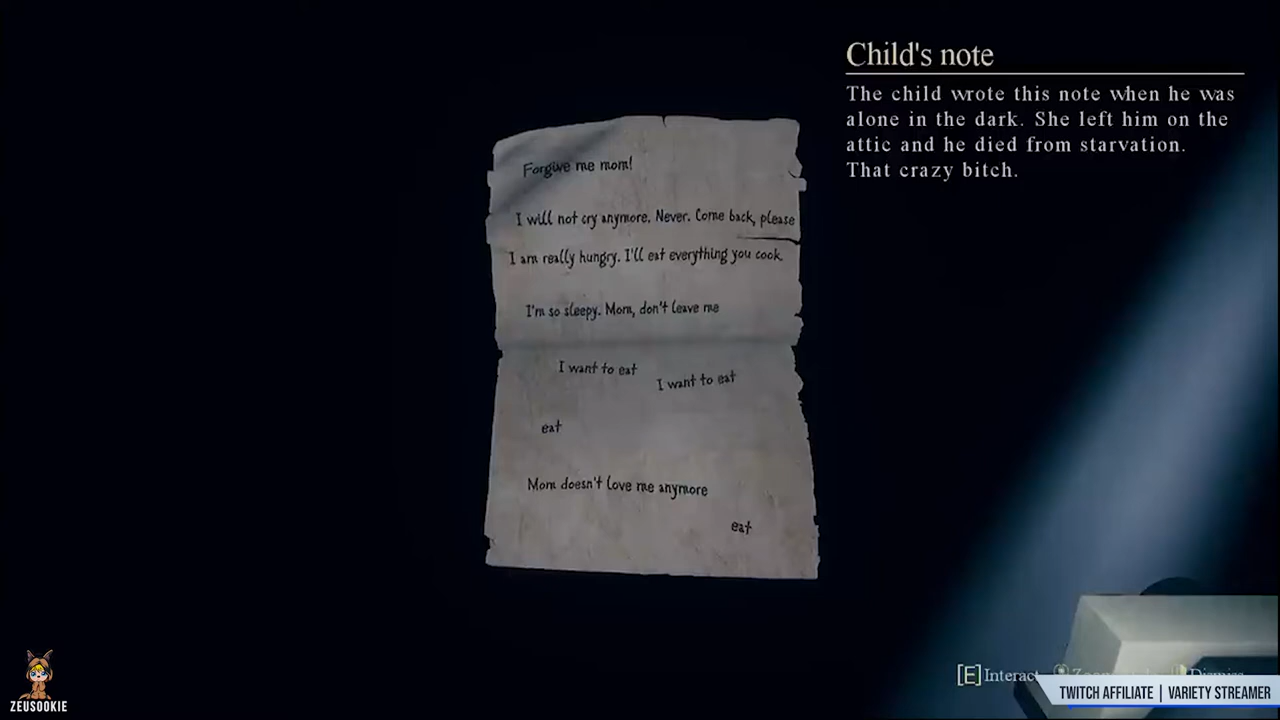 Child's note
The child wrote this note when he was
alone in the dark. She left him on the
attic and he died from starvation.
That crazy bitch.
Forgive me mom!
I will not cry anymore. Never. Come back, please
I am really hungry. I'll eat everything you cook.
I'm so sleepy. Mom, don't leave me
I want to eat
I want to eat
eat
Mom doesn't love me anymore
eat
[E]Interact
TWITCH AFFILIATE | VARIETY STREAMER
ZEUSOOKIE